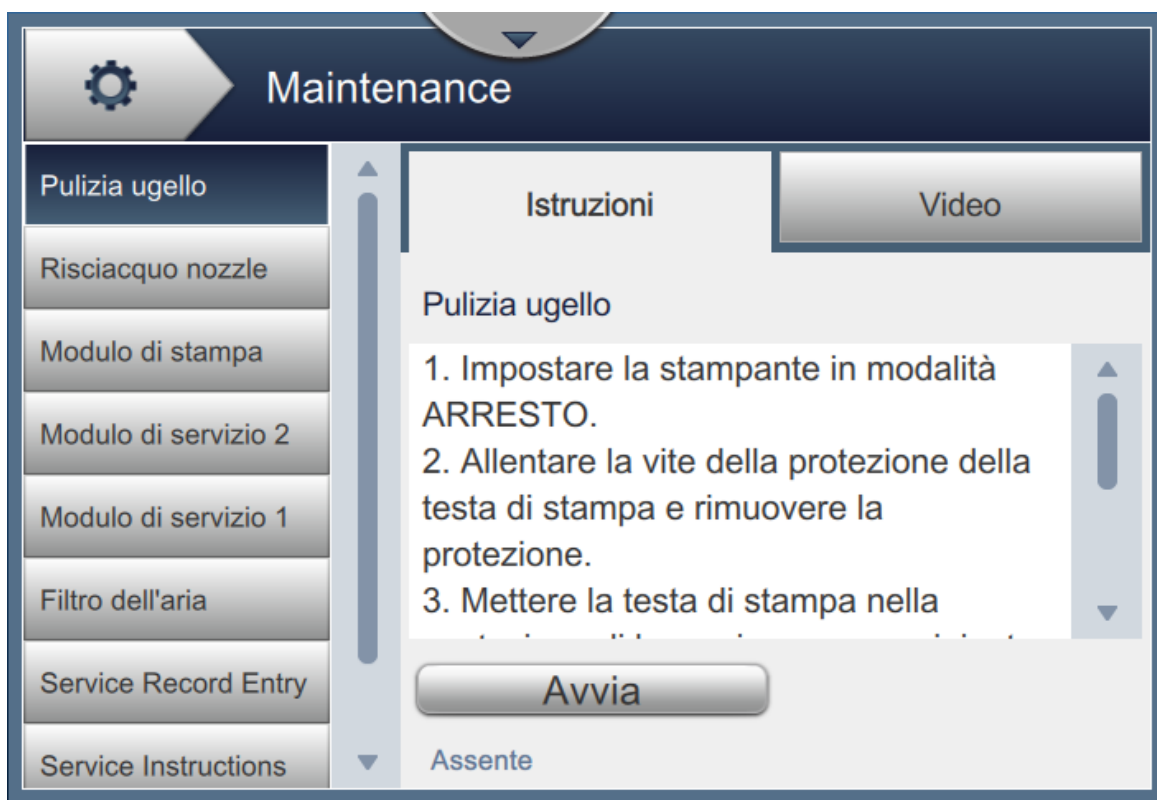 Maintenance
Pulizia ugello
Risciacquo nozzle
Modulo di stampa
Modulo di servizio 2
Modulo di servizio 1
Filtro dell'aria
Service Record Entry
Service Instructions
Istruzioni
Video
Pulizia ugello
1. Impostare la stampante in modalità
ARRESTO.
2. Allentare la vite della protezione della
testa di stampa e rimuovere la
protezione.
3. Mettere la testa di stampa nella
Avvia
Assente